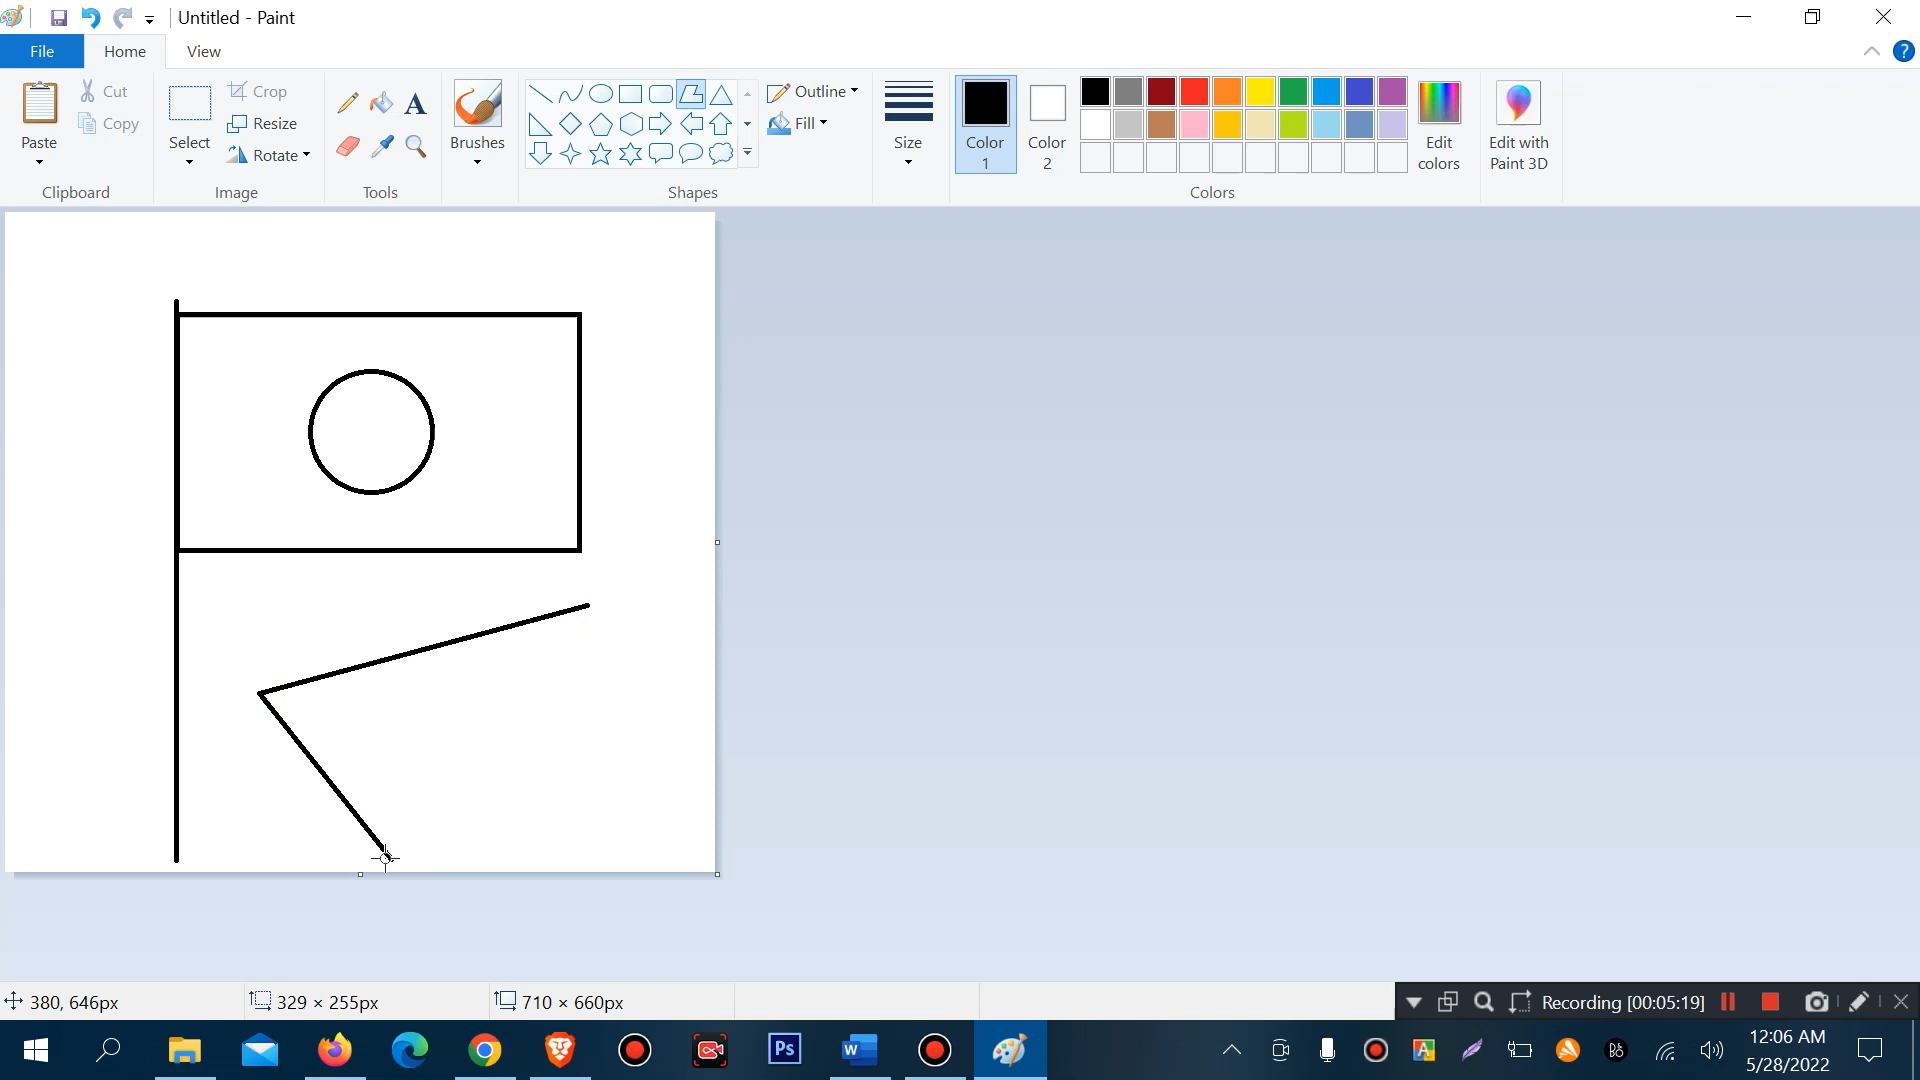 Untitled - Paint
File Home View
Paste Cut Copy Clipboard
Select Crop Resize Rotate Image
Tools
Brushes
Shapes
Outline
Fill
Size
Color 1
Color 2
Colors
Edit colors
Edit with Paint 3D
380, 646px 329 × 255px 710 × 660px
Recording [00:05:19]
Ps
W
12:06 AM
5/28/2022